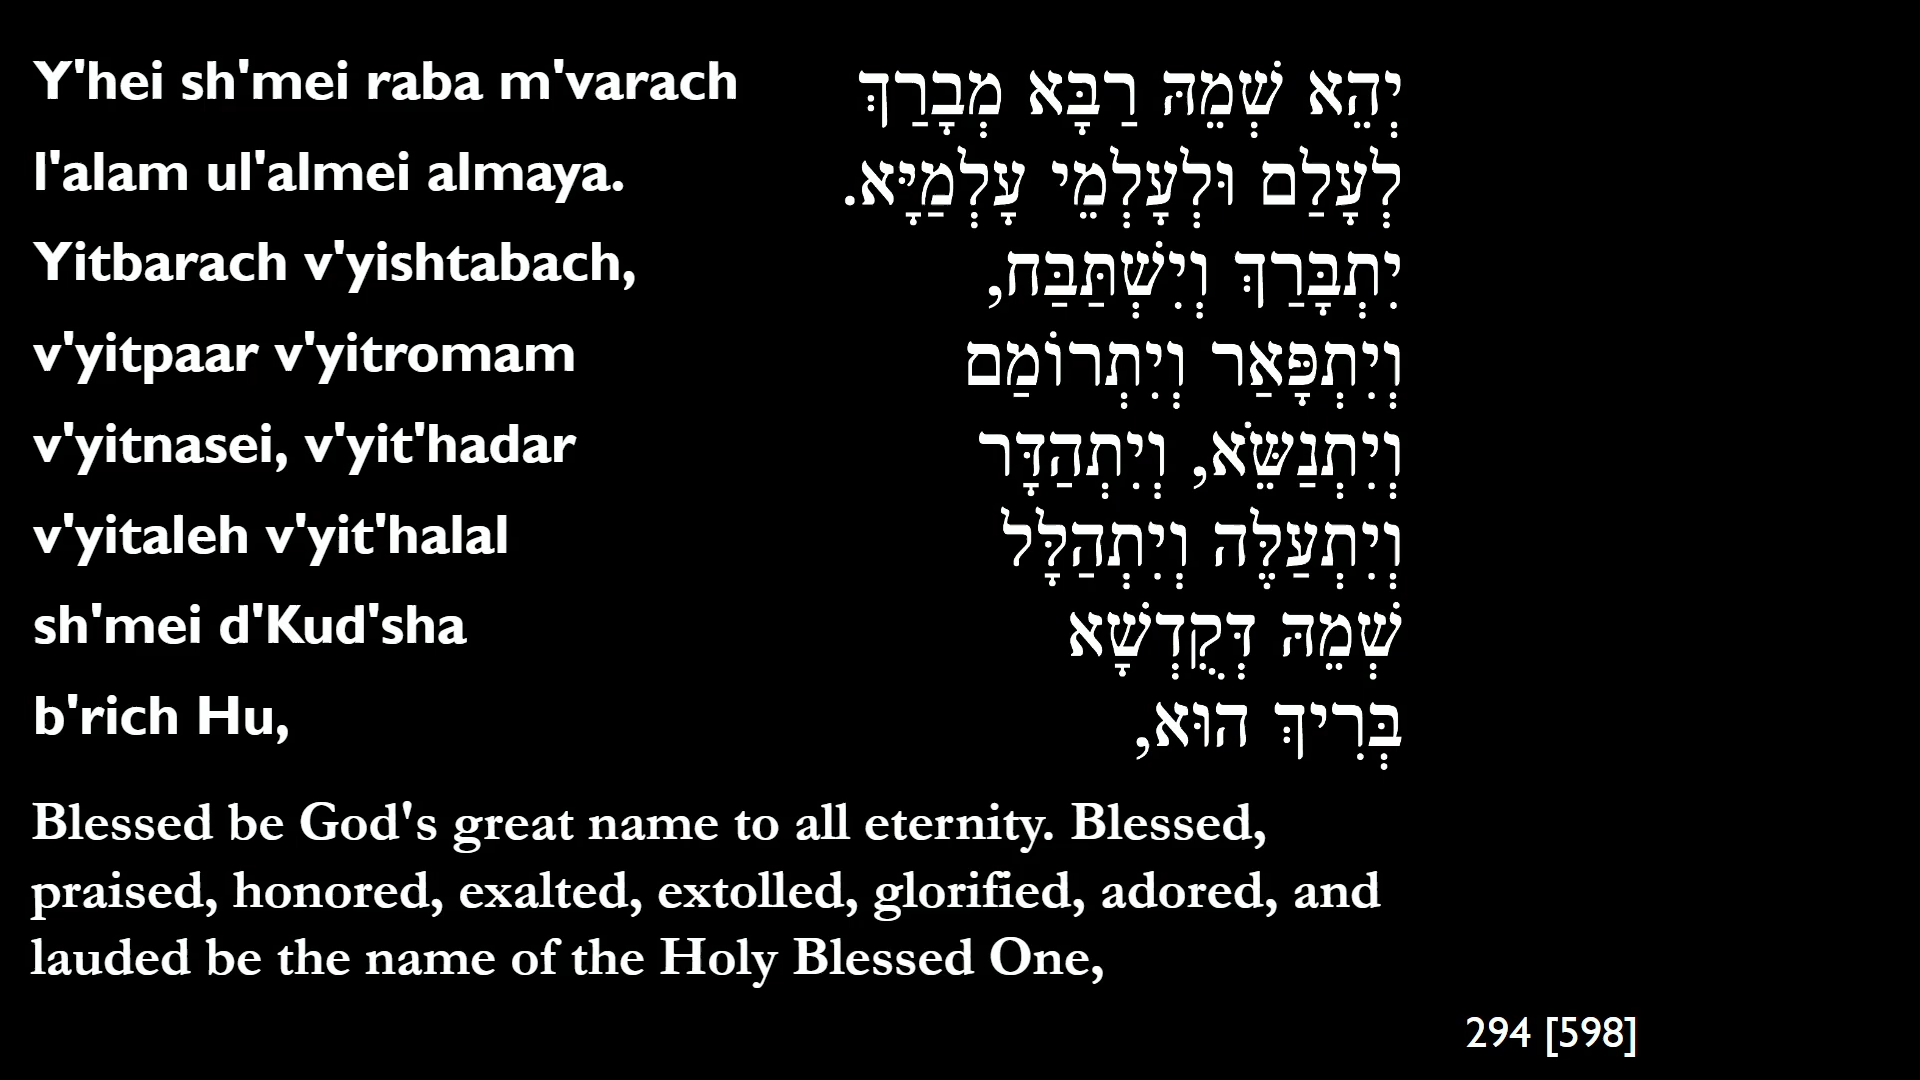 Y'hei sh'mei raba m'varach
l'alam ul'almei almaya.
Yitbarach v'yishtabach,
v'yitpaar v'yitromam
v'yitnasei, v'yit'hadar
v'yitaleh v'yit'halal
sh'mei d'Kud'sha
b'rich Hu,
יְהֵא שְׁמֵהּ רַבָּא מְבָרַךְ
לְעָלַם וּלְעָלְמֵי עָלְמַיָּא.
יִתְבָּרַךְ וְיִשְׁתַּבַּח,
וְיִתְפָּאַר וְיִתְרוֹמַם
וְיִתְנַשֵּׂא, וְיִתְהַדָּר
וְיִתְעַלֶּה וְיִתְהַלָּל
שְׁמֵהּ דְּקֻדְשָׁא
בְּרִיךְ הוּא,
Blessed be God's great name to all eternity. Blessed,
praised, honored, exalted, extolled, glorified, adored, and
lauded be the name of the Holy Blessed One,
294 [598]